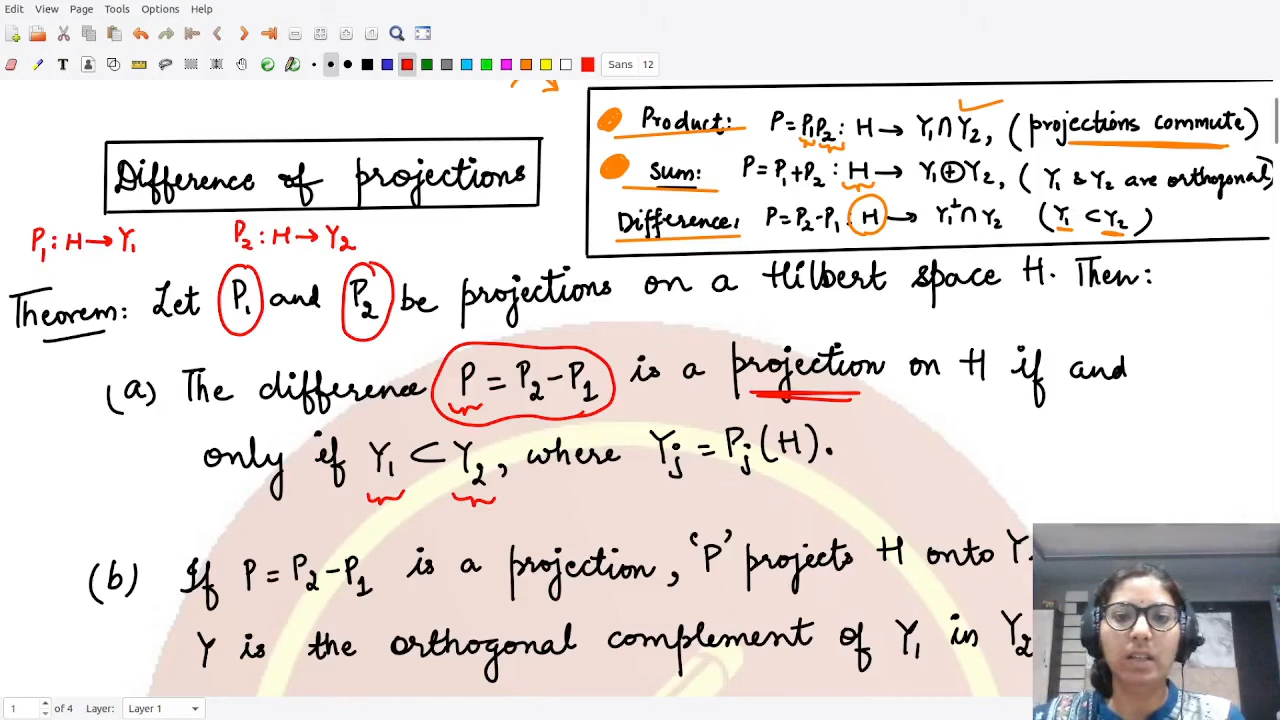 Edit View Page Tools Options Help
Sans 12
Product: P = P₁P₂ : H → Y₁ ∩ Y₂, (projections commute)
Sum: P = P₁ + P₂ : H → Y₁ ⊕ Y₂, ( Y₁ & Y₂ are orthogonal)
Difference: P = P₂ - P₁ : H → Y₁^⊥ ∩ Y₂ (Y₁ ⊂ Y₂)
Difference of projections
P₁ : H → Y₁ P₂ : H → Y₂
Theorem: Let P₁ and P₂ be projections on a Hilbert space H. Then:
(a) The difference P = P₂ - P₁ is a projection on H if and
only if Y₁ ⊂ Y₂, where Yⱼ = Pⱼ(H).
(b) If P = P₂ - P₁ is a projection, 'P' projects H onto Y.
Y is the orthogonal complement of Y₁ in Y₂
1 of 4 Layer: Layer 1